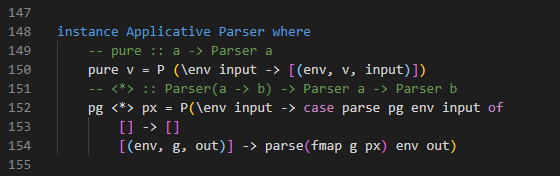 147
148 instance Applicative Parser where
149     -- pure :: a -> Parser a
150     pure v = P (\env input -> [(env, v, input)])
151     -- <*> :: Parser(a -> b) -> Parser a -> Parser b
152     pg <*> px = P(\env input -> case parse pg env input of
153         [] -> []
154         [(env, g, out)] -> parse(fmap g px) env out)
155